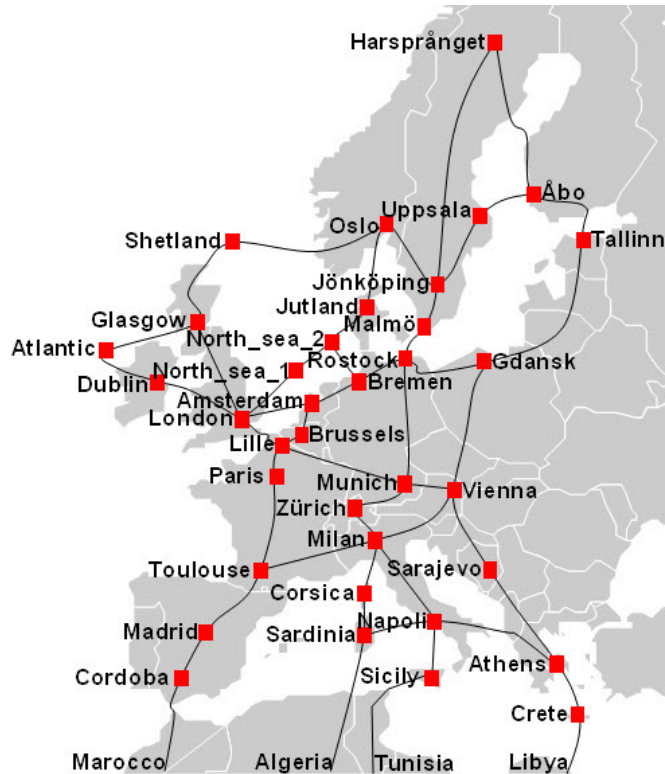 Harsprånget
Åbo
Uppsala
Oslo
Shetland
Tallinn
Jönköping
Jutland
Glasgow
Malmö
North_sea_2
Atlantic
Rostock
Gdansk
North_sea_1
Dublin
Bremen
Amsterdam
London
Brussels
Lille
Paris
Munich
Vienna
Zürich
Milan
Toulouse
Sarajevo
Corsica
Napoli
Madrid
Sardinia
Athens
Cordoba
Sicily
Crete
Marocco
Algeria
Tunisia
Libya